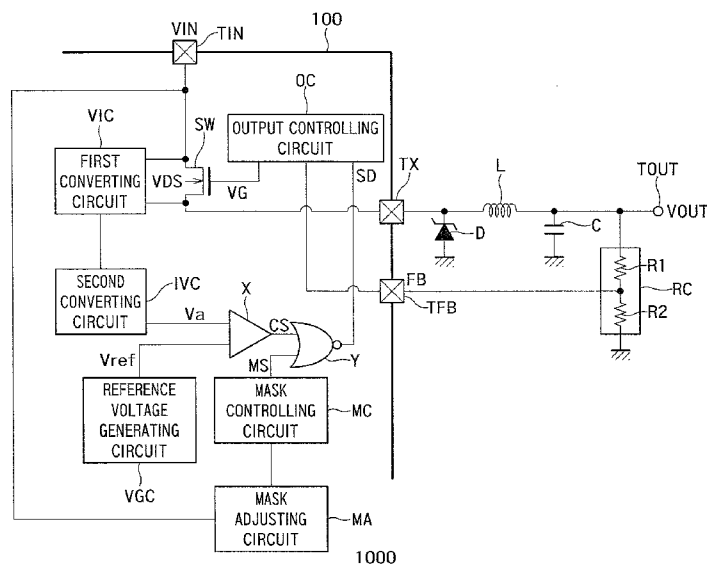 VIN
TIN
100
OC
VIC
SW
OUTPUT CONTROLLING
CIRCUIT
FIRST
CONVERTING
CIRCUIT
VDS
VG
SD
TX
L
TOUT
VOUT
D
C
R1
RC
R2
FB
TFB
SECOND
CONVERTING
CIRCUIT
IVC
Va
X
CS
Vref
MS
Y
REFERENCE
VOLTAGE
GENERATING
CIRCUIT
MASK
CONTROLLING
CIRCUIT
MC
VGC
MASK
ADJUSTING
CIRCUIT
MA
1000